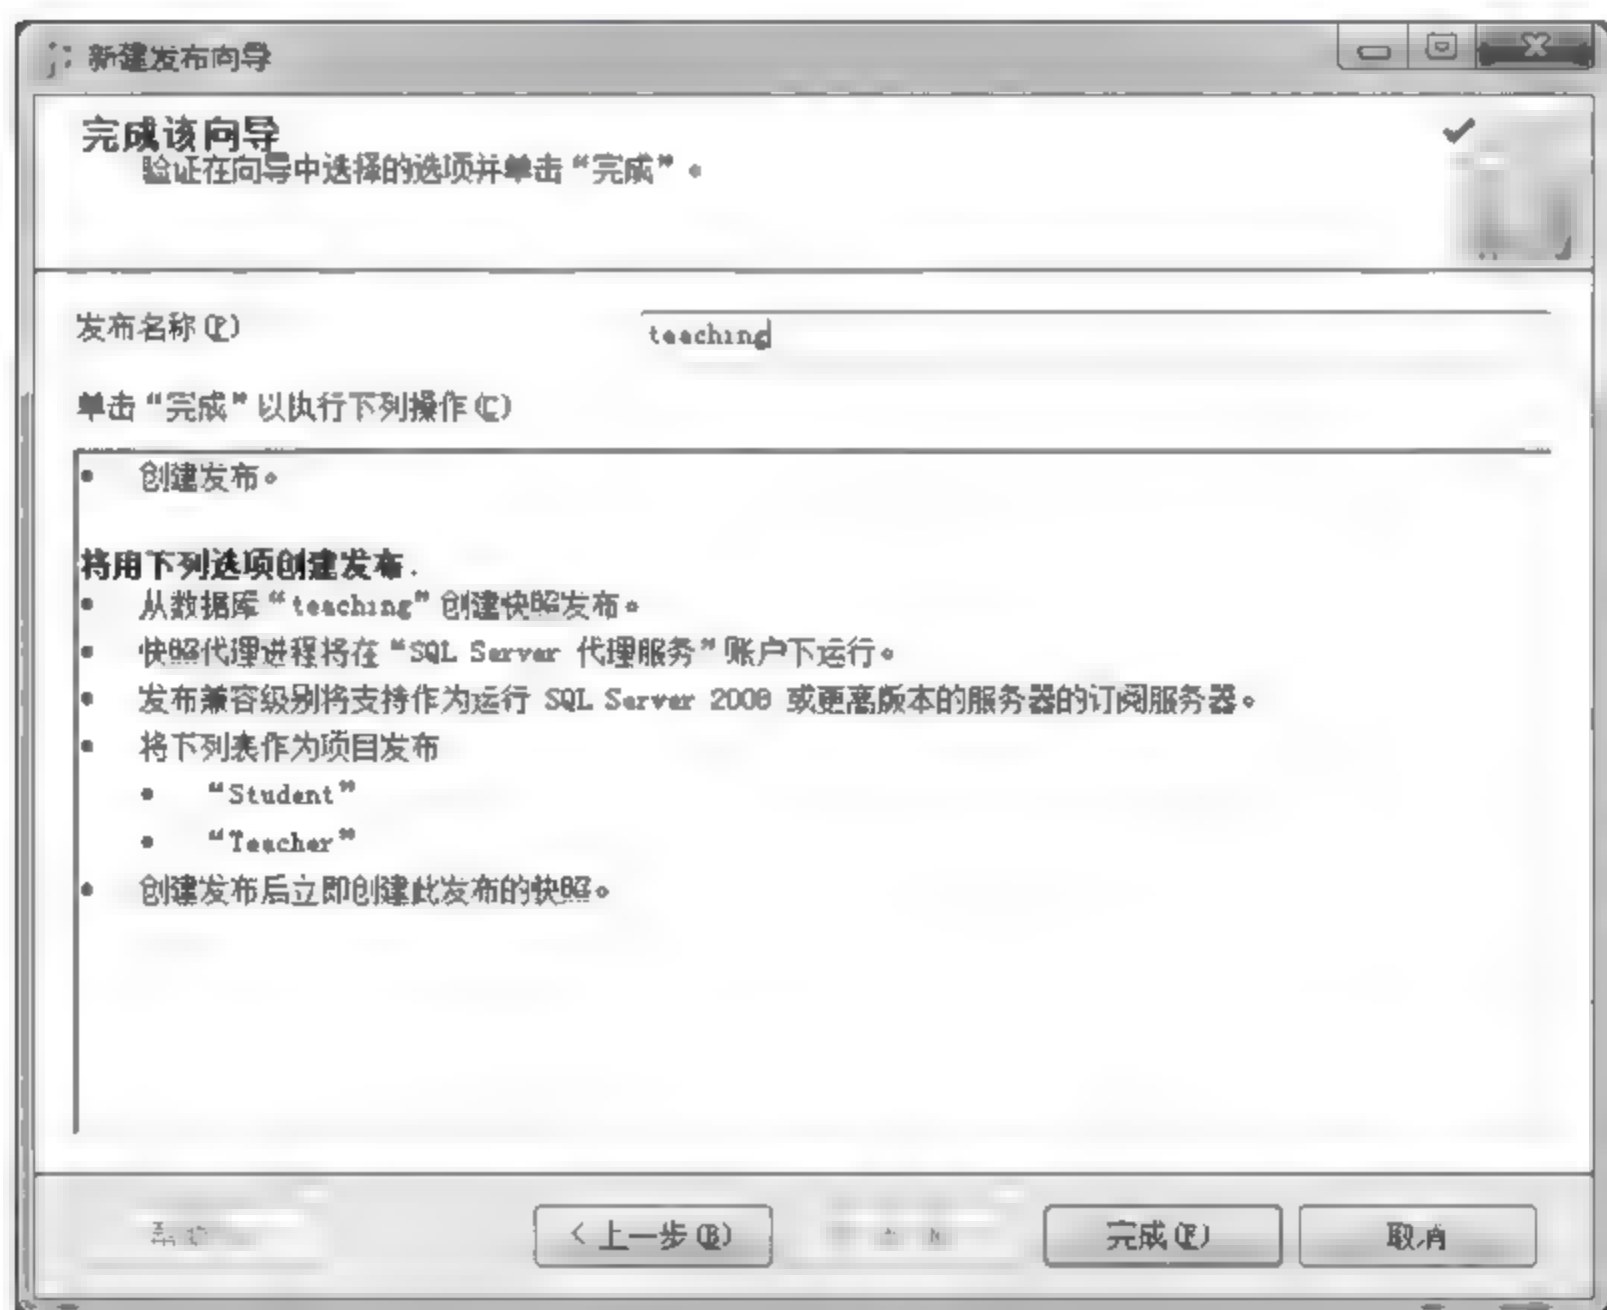 新建发布向导
完成该向导
验证在向导中选择的选项并单击“完成”。
发布名称(P)
teaching
单击“完成”以执行下列操作(C)
• 创建发布。
将用下列选项创建发布.
• 从数据库“teaching”创建快照发布。
• 快照代理进程将在“SQL Server 代理服务”账户下运行。
• 发布兼容级别将支持作为运行 SQL Server 2008 或更高版本的服务器的订阅服务器。
• 将下列表作为项目发布
• “Student”
• “Teacher”
• 创建发布后立即创建此发布的快照。
< 上一步(B)
完成(F)
取消